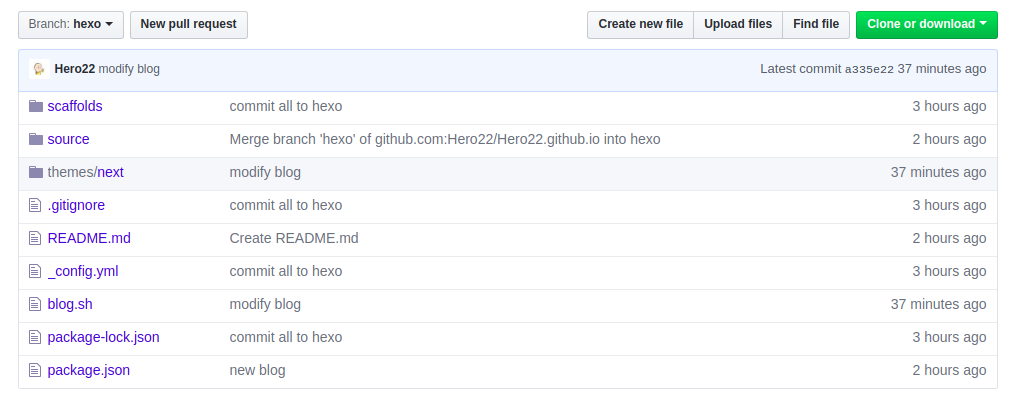 Branch: hexo New pull request Create new file Upload files Find file Clone or download
Hero22 modify blog Latest commit a335e22 37 minutes ago
scaffolds commit all to hexo 3 hours ago
source Merge branch 'hexo' of github.com:Hero22/Hero22.github.io into hexo 2 hours ago
themes/next modify blog 37 minutes ago
.gitignore commit all to hexo 3 hours ago
README.md Create README.md 2 hours ago
_config.yml commit all to hexo 3 hours ago
blog.sh modify blog 37 minutes ago
package-lock.json commit all to hexo 3 hours ago
package.json new blog 2 hours ago